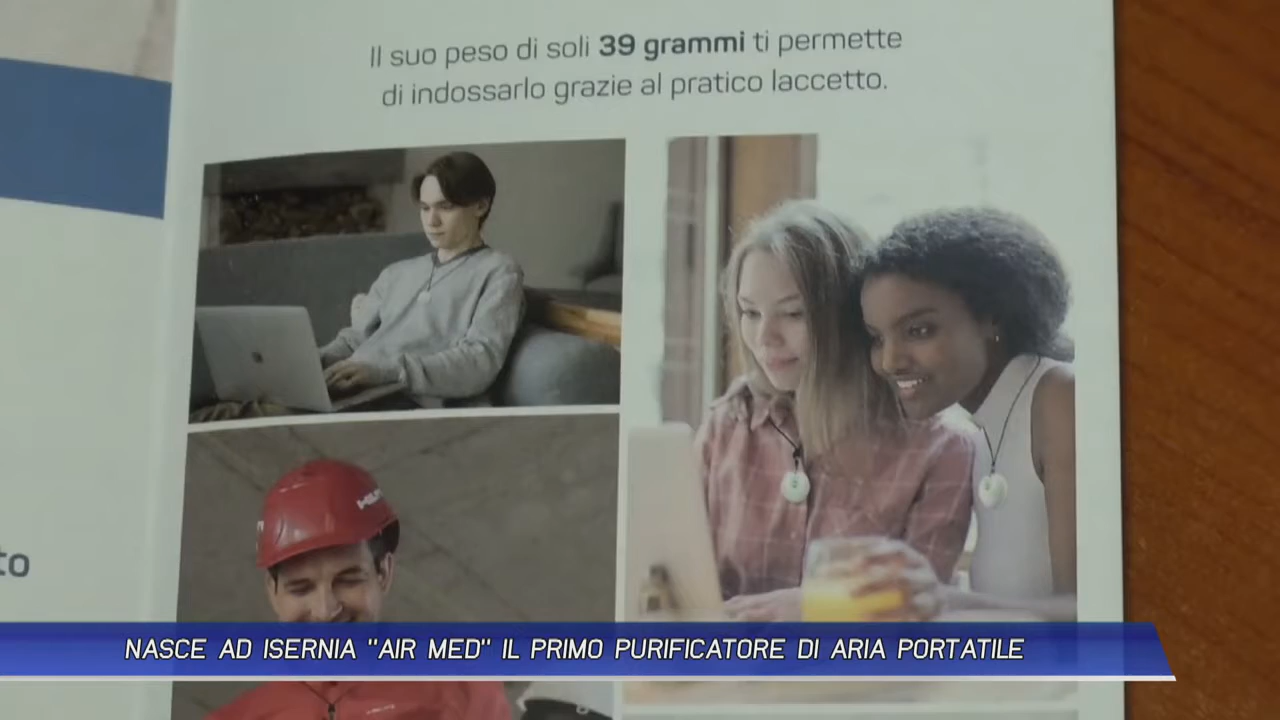 Il suo peso di soli 39 grammi ti permette
di indossarlo grazie al pratico laccetto.
to
HILTI
NASCE AD ISERNIA "AIR MED" IL PRIMO PURIFICATORE DI ARIA PORTATILE